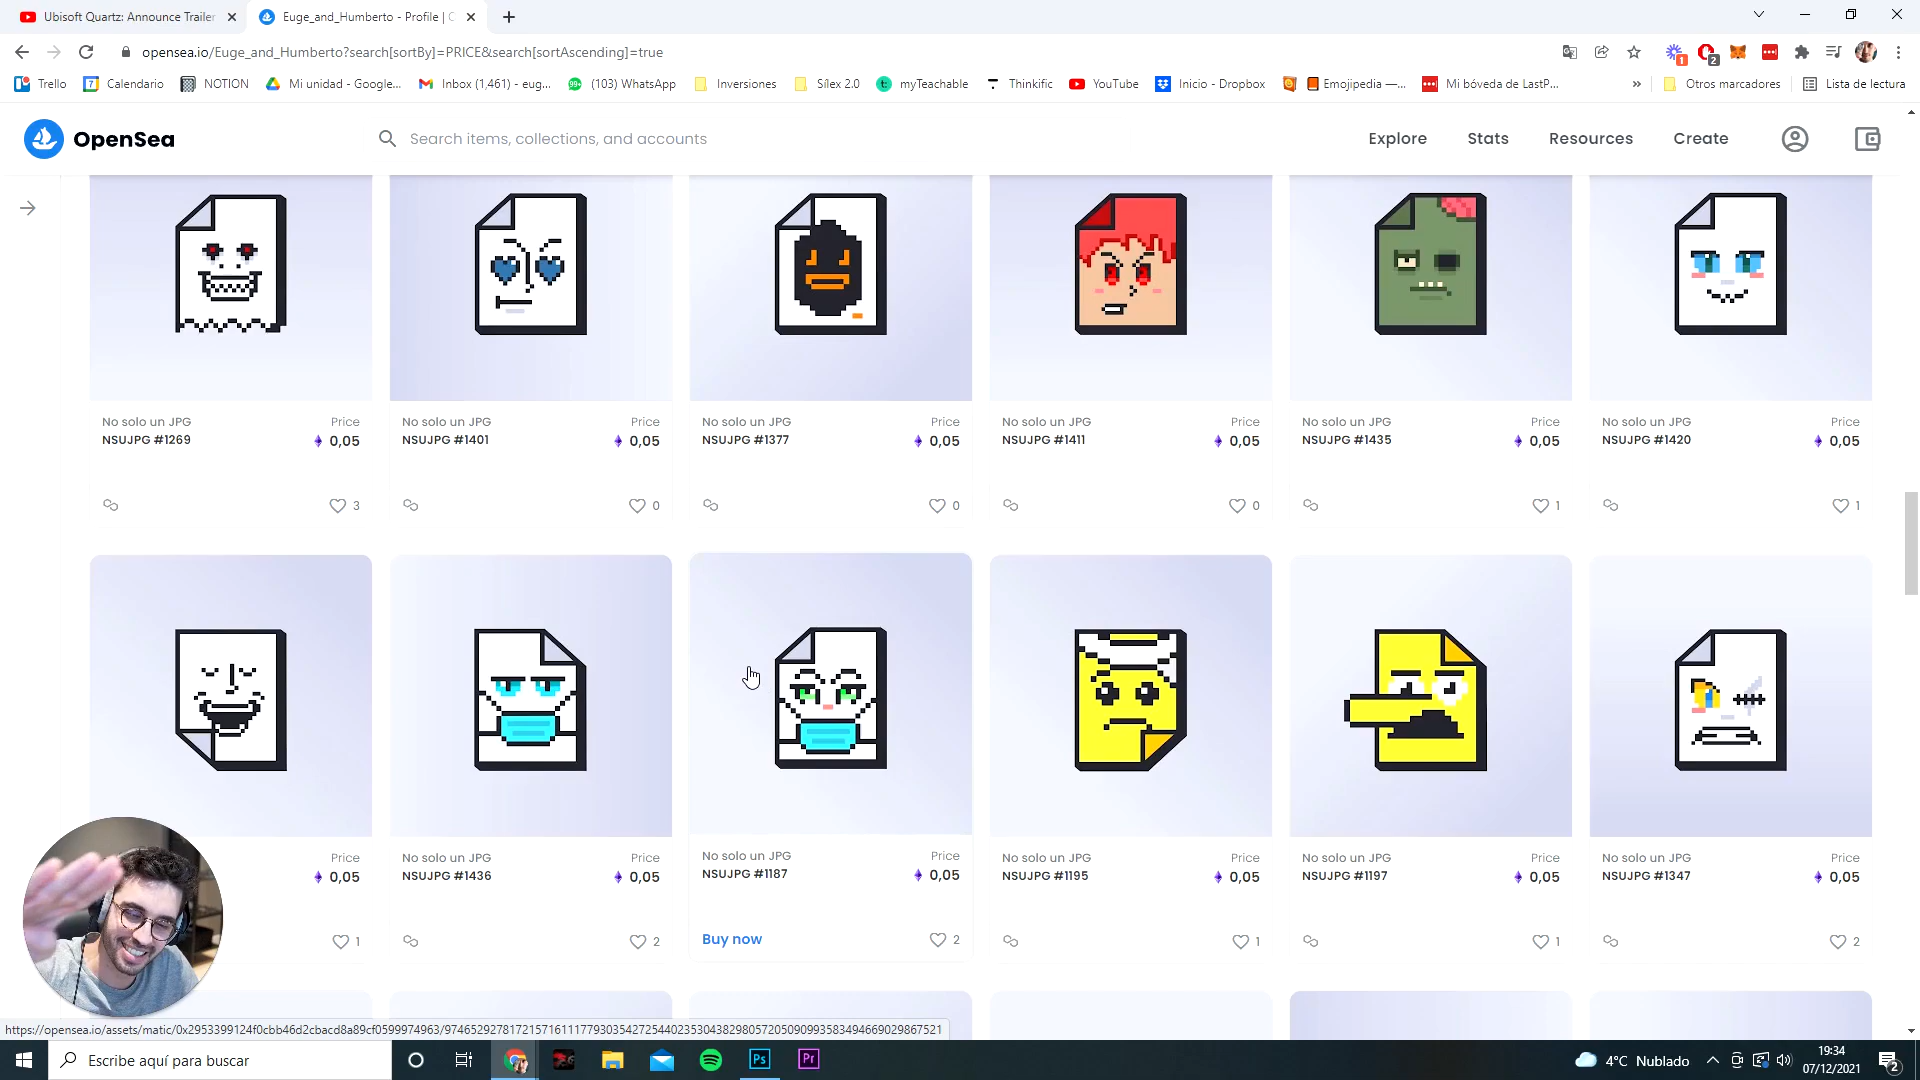 Ubisoft Quartz: Announce Trailer
Euge_and_Humberto - Profile |
opensea.io/Euge_and_Humberto?search[sortBy]=PRICE&search[sortAscending]=true
1
2
Trello
7
Calendario
NOTION
Mi unidad - Google...
Inbox (1,461) - eug...
99+
(103) WhatsApp
Inversiones
Sílex 2.0
t
myTeachable
Thinkific
YouTube
Inicio - Dropbox
Emojipedia —...
Mi bóveda de LastP...
»
Otros marcadores
Lista de lectura
OpenSea
Search items, collections, and accounts
Explore
Stats
Resources
Create
No solo un JPG Price
NSUJPG #1269 0,05
3
No solo un JPG Price
NSUJPG #1401 0,05
0
No solo un JPG Price
NSUJPG #1377 0,05
0
No solo un JPG Price
NSUJPG #1411 0,05
0
No solo un JPG Price
NSUJPG #1435 0,05
1
No solo un JPG Price
NSUJPG #1420 0,05
1
Price
0,05
1
No solo un JPG Price
NSUJPG #1436 0,05
2
No solo un JPG Price
NSUJPG #1187 0,05
Buy now 2
No solo un JPG Price
NSUJPG #1195 0,05
1
No solo un JPG Price
NSUJPG #1197 0,05
1
No solo un JPG Price
NSUJPG #1347 0,05
2
Escribe aquí para buscar
Ps
Pr
4°C Nublado
19:34
07/12/2021
2